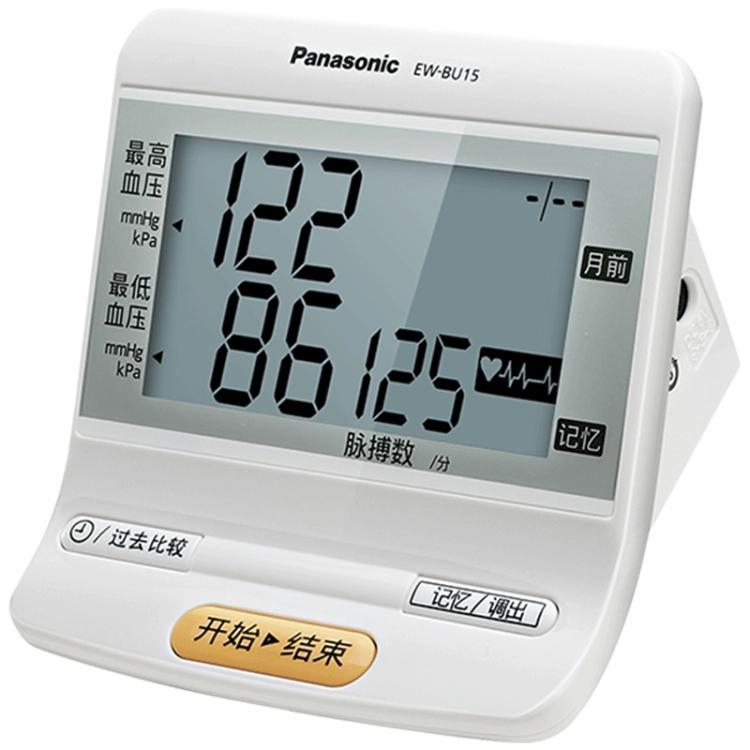 Panasonic EW-BU15
最高
血压
mmHg
kPa
122
-/--
月前
最低
血压
mmHg
kPa
86
125
记忆
脉搏数 /分
/过去比较
记忆/调出
开始▶结束